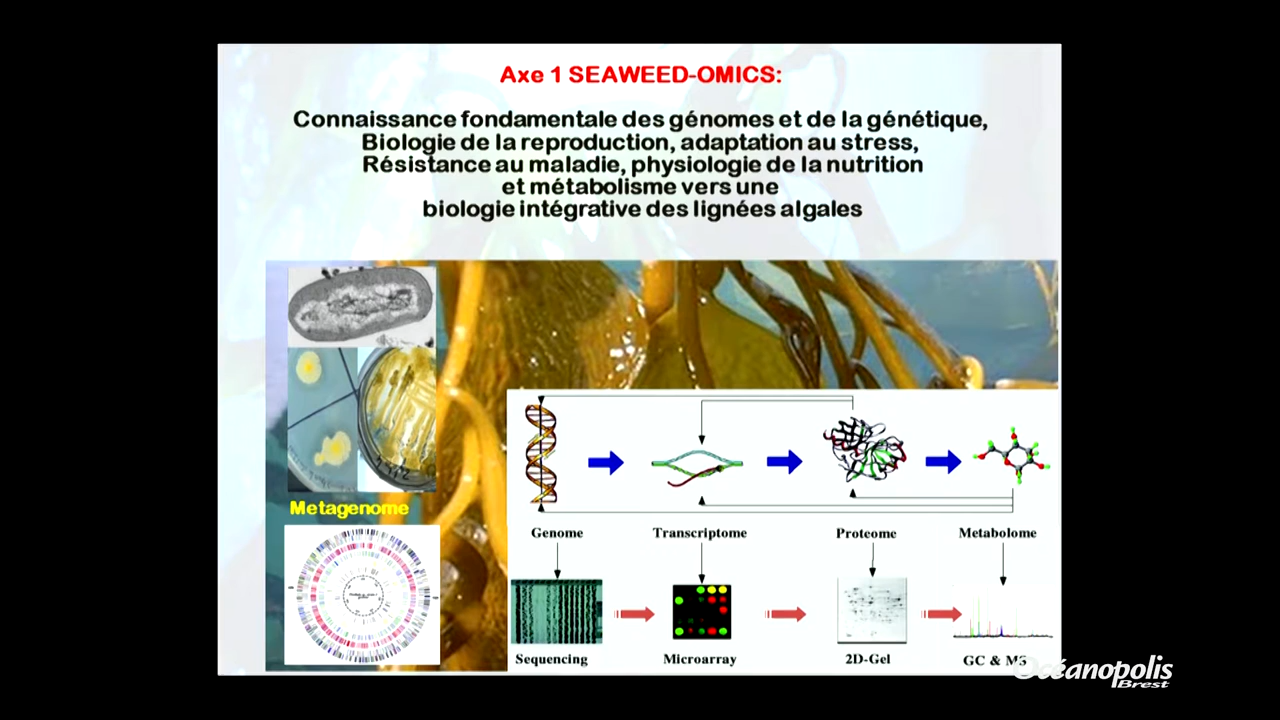 Axe 1 SEAWEED-OMICS:
Connaissance fondamentale des génomes et de la génétique,
Biologie de la reproduction, adaptation au stress,
Résistance au maladie, physiologie de la nutrition
et métabolisme vers une
biologie intégrative des lignées algales
Metagenome
Genome
Transcriptome
Proteome
Metabolome
Sequencing
Microarray
2D-Gel
GC & MS
Océanopolis
Brest